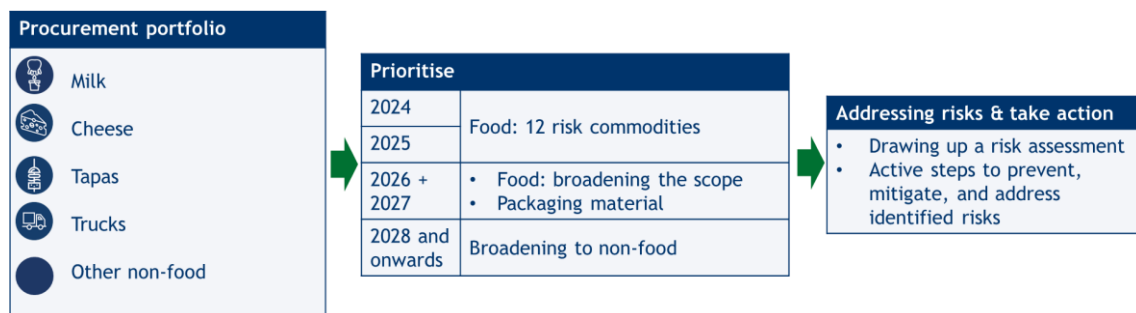 Procurement portfolio
Milk
Cheese
Tapas
Trucks
Other non-food
Prioritise
2024
2025
Food: 12 risk commodities
2026 +
2027
• Food: broadening the scope
• Packaging material
2028 and
onwards
Broadening to non-food
Addressing risks & take action
• Drawing up a risk assessment
• Active steps to prevent,
mitigate, and address
identified risks